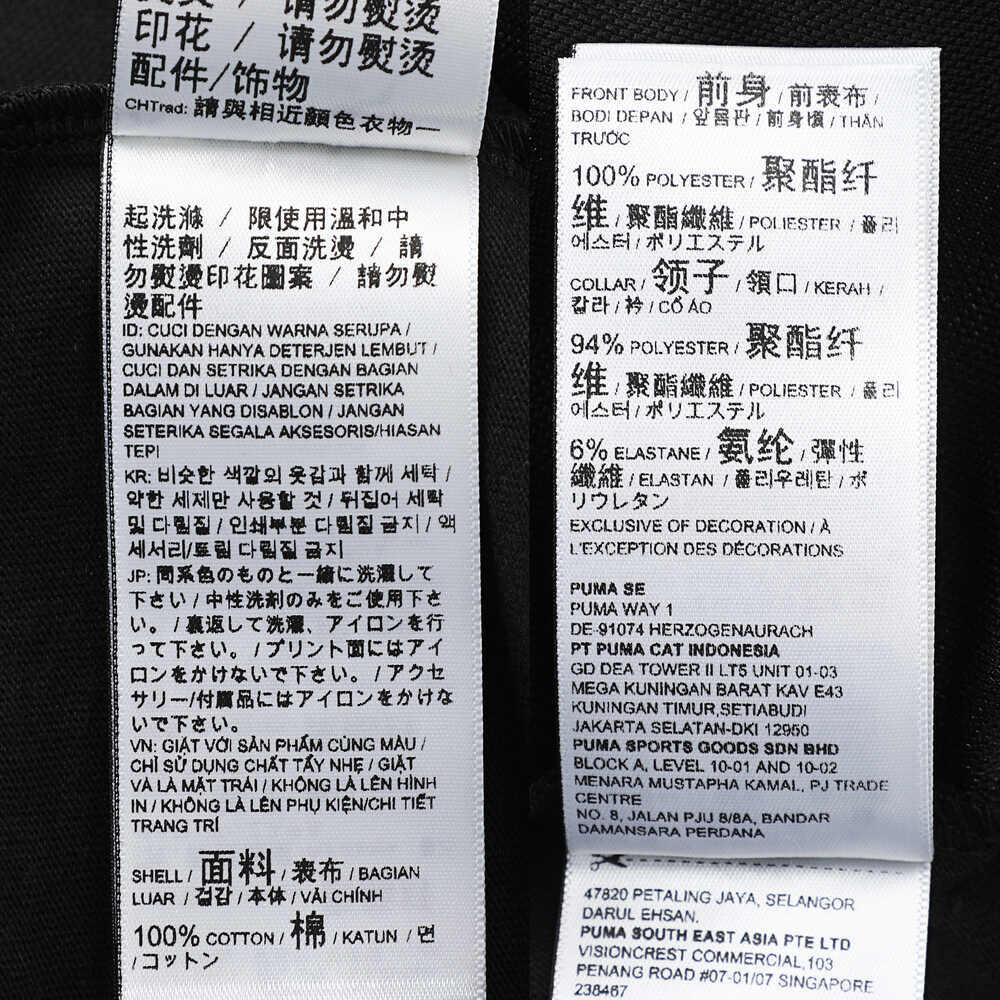 印花 / 请勿熨烫
配件/饰物
CHTrad: 請與相近顏色衣物一
起洗滌 / 限使用溫和中
性洗劑 / 反面洗燙 / 請
勿熨燙印花圖案 / 請勿熨
燙配件
ID: CUCI DENGAN WARNA SERUPA /
GUNAKAN HANYA DETERJEN LEMBUT /
CUCI DAN SETRIKA DENGAN BAGIAN
DALAM DI LUAR / JANGAN SETRIKA
BAGIAN YANG DISABLON / JANGAN
SETERIKA SEGALA AKSESORIS/HIASAN
TEPI
KR: 비슷한 색깔의 옷감과 함께 세탁 /
약한 세제만 사용할 것 / 뒤집어 세탁
및 다림질 / 인쇄부분 다림질 금지 / 액
세서리/트림 다림질 금지
JP: 同系色のものと一緒に洗濯して
下さい / 中性洗剤のみをご使用下さ
い。 / 裏返して洗濯、アイロンを行
って下さい。 / プリント面にはアイ
ロンをかけないで下さい。 / アクセ
サリー/付属品にはアイロンをかけな
いで下さい。
VN: GIẶT VỚI SẢN PHẨM CÙNG MÀU /
CHỈ SỬ DỤNG CHẤT TẨY NHẸ / GIẶT
VÀ LÀ MẶT TRÁI / KHÔNG LÀ LÊN HÌNH
IN / KHÔNG LÀ LÊN PHỤ KIỆN/CHI TIẾT
TRANG TRÍ
SHELL / 面料 / 表布 / BAGIAN
LUAR / 겉감 / 本体 / VẢI CHÍNH
100% COTTON / 棉 / KATUN / 면
/ コットン
FRONT BODY / 前身 / 前表布 /
BODI DEPAN / 앞몸판 / 前身頃 / THÂN
TRƯỚC
100% POLYESTER / 聚酯纤
维 / 聚酯纖維 / POLIESTER / 폴리
에스터 / ポリエステル
COLLAR / 领子 / 領口 / KERAH /
칼라 / 衿 / CỔ ÁO
94% POLYESTER / 聚酯纤
维 / 聚酯纖維 / POLIESTER / 폴리
에스터 / ポリエステル
6% ELASTANE / 氨纶 / 彈性
纖維 / ELASTAN / 폴리우레탄 / ポ
リウレタン
EXCLUSIVE OF DECORATION / À
L'EXCEPTION DES DÉCORATIONS
PUMA SE
PUMA WAY 1
DE-91074 HERZOGENAURACH
PT PUMA CAT INDONESIA
GD DEA TOWER II LT5 UNIT 01-03
MEGA KUNINGAN BARAT KAV E43
KUNINGAN TIMUR,SETIABUDI
JAKARTA SELATAN-DKI 12950
PUMA SPORTS GOODS SDN BHD
BLOCK A, LEVEL 10-01 AND 10-02
MENARA MUSTAPHA KAMAL, PJ TRADE
CENTRE
NO. 8, JALAN PJU 8/8A, BANDAR
DAMANSARA PERDANA
47820 PETALING JAYA, SELANGOR
DARUL EHSAN.
PUMA SOUTH EAST ASIA PTE LTD
VISIONCREST COMMERCIAL,103
PENANG ROAD #07-01/07 SINGAPORE
238467